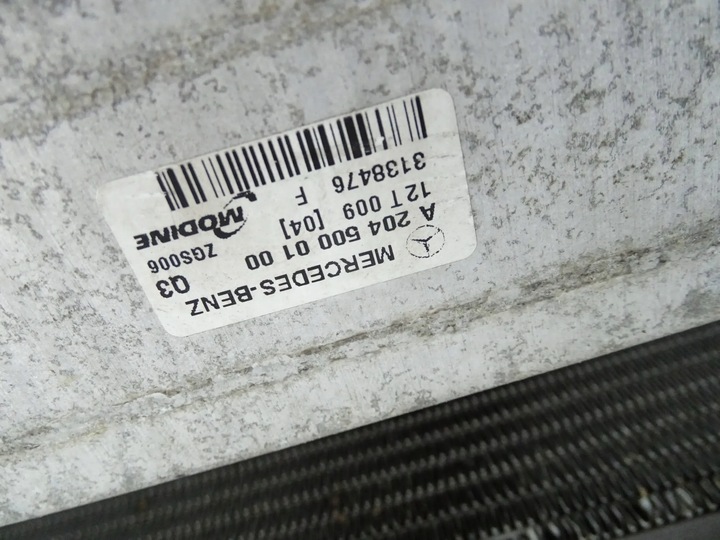 MERCEDES-BENZ
A 204 500 01 00 Q3
12T 009 [04] ZGS006
F MODINE
3138476